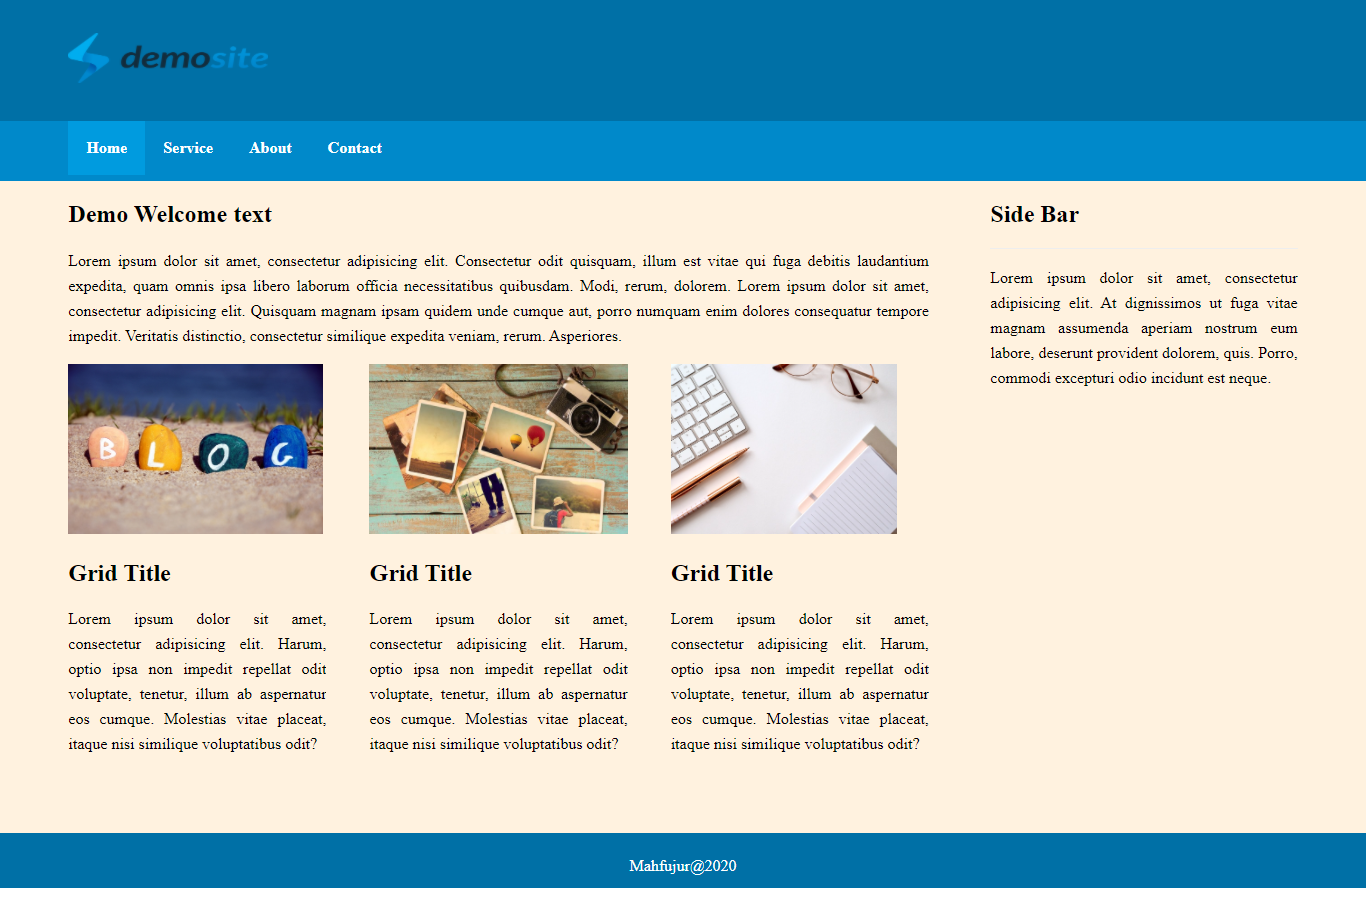 demosite
Home Service About Contact
Demo Welcome text
Lorem ipsum dolor sit amet, consectetur adipisicing elit. Consectetur odit quisquam, illum est vitae qui fuga debitis laudantium
expedita, quam omnis ipsa libero laborum officia necessitatibus quibusdam. Modi, rerum, dolorem. Lorem ipsum dolor sit amet,
consectetur adipisicing elit. Quisquam magnam ipsam quidem unde cumque aut, porro numquam enim dolores consequatur tempore
impedit. Veritatis distinctio, consectetur similique expedita veniam, rerum. Asperiores.
BLOG
Grid Title
Lorem ipsum dolor sit amet,
consectetur adipisicing elit. Harum,
optio ipsa non impedit repellat odit
voluptate, tenetur, illum ab aspernatur
eos cumque. Molestias vitae placeat,
itaque nisi similique voluptatibus odit?
Grid Title
Lorem ipsum dolor sit amet,
consectetur adipisicing elit. Harum,
optio ipsa non impedit repellat odit
voluptate, tenetur, illum ab aspernatur
eos cumque. Molestias vitae placeat,
itaque nisi similique voluptatibus odit?
Grid Title
Lorem ipsum dolor sit amet,
consectetur adipisicing elit. Harum,
optio ipsa non impedit repellat odit
voluptate, tenetur, illum ab aspernatur
eos cumque. Molestias vitae placeat,
itaque nisi similique voluptatibus odit?
Side Bar
Lorem ipsum dolor sit amet, consectetur
adipisicing elit. At dignissimos ut fuga vitae
magnam assumenda aperiam nostrum eum
labore, deserunt provident dolorem, quis. Porro,
commodi excepturi odio incidunt est neque.
Mahfujur@2020